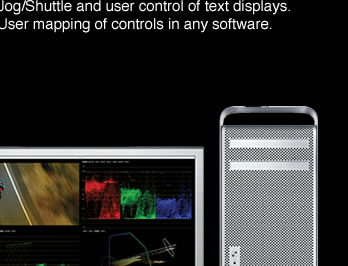 Jog/Shuttle and user control of text displays.
User mapping of controls in any software.